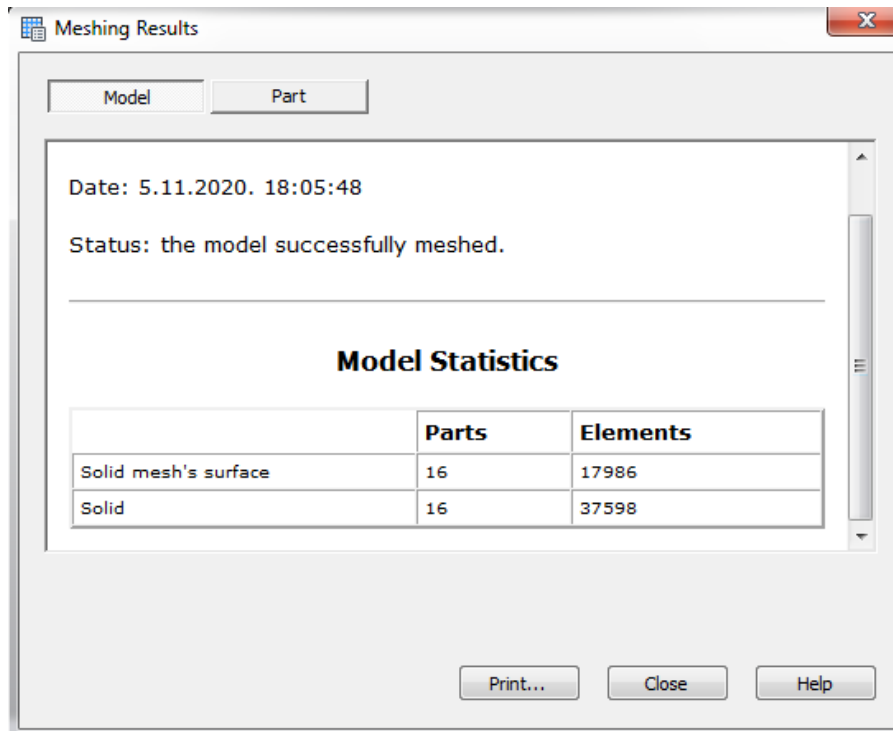 Meshing Results
Model Part
Date: 5.11.2020. 18:05:48
Status: the model successfully meshed.
Model Statistics
Parts Elements
Solid mesh's surface 16 17986
Solid 16 37598
Print... Close Help